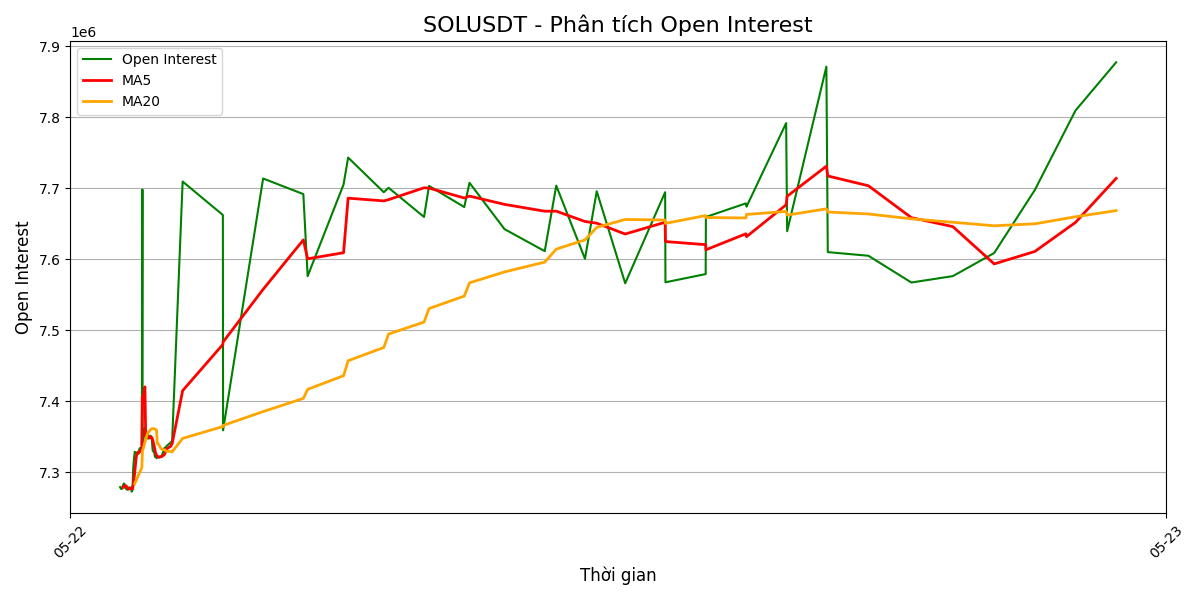 SOLUSDT - Phân tích Open Interest
1e6
Open Interest
MA5
MA20
7.9
7.8
7.7
7.6
7.5
7.4
7.3
Open Interest
05-22
05-23
Thời gian